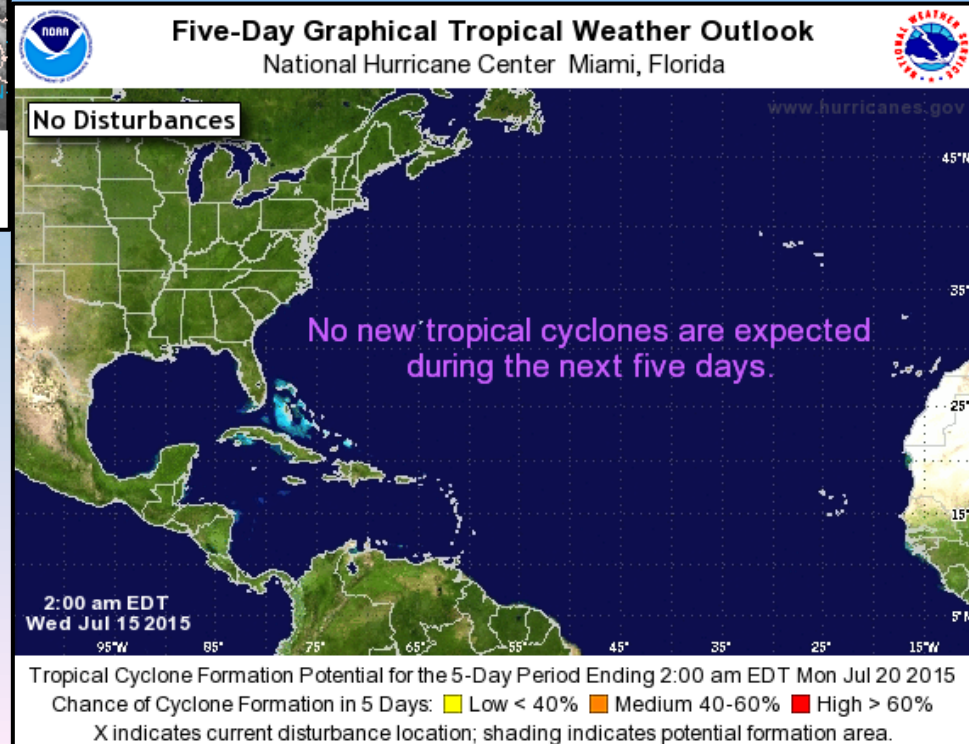 NOAA
Five-Day Graphical Tropical Weather Outlook
National Hurricane Center Miami, Florida
NATIONAL WEATHER SERVICE
No Disturbances
www.hurricanes.gov
45°N
35°
No new tropical cyclones are expected
during the next five days.
25°
15°
2:00 am EDT
Wed Jul 15 2015
5°N
95°W 85° 75° 65° 55° 45° 35° 25° 15°W
Tropical Cyclone Formation Potential for the 5-Day Period Ending 2:00 am EDT Mon Jul 20 2015
Chance of Cyclone Formation in 5 Days: Low < 40% Medium 40-60% High > 60%
X indicates current disturbance location; shading indicates potential formation area.